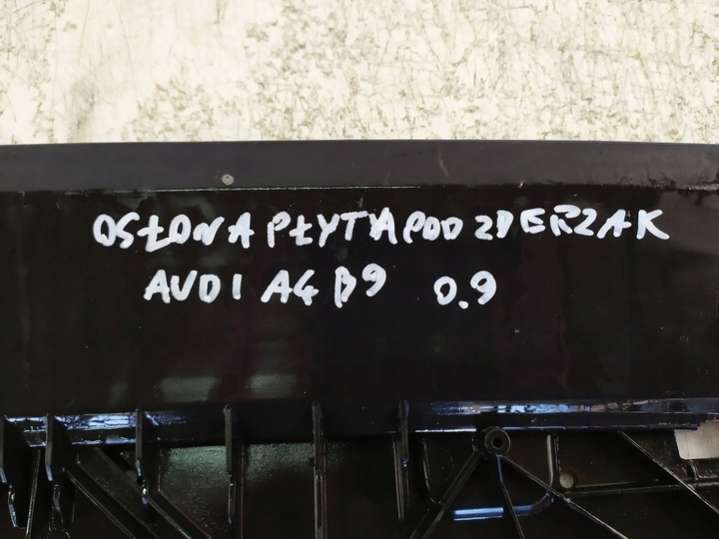 OSŁONA PŁYTA POD ZDERZAK
AUDI A4 B9 0.9